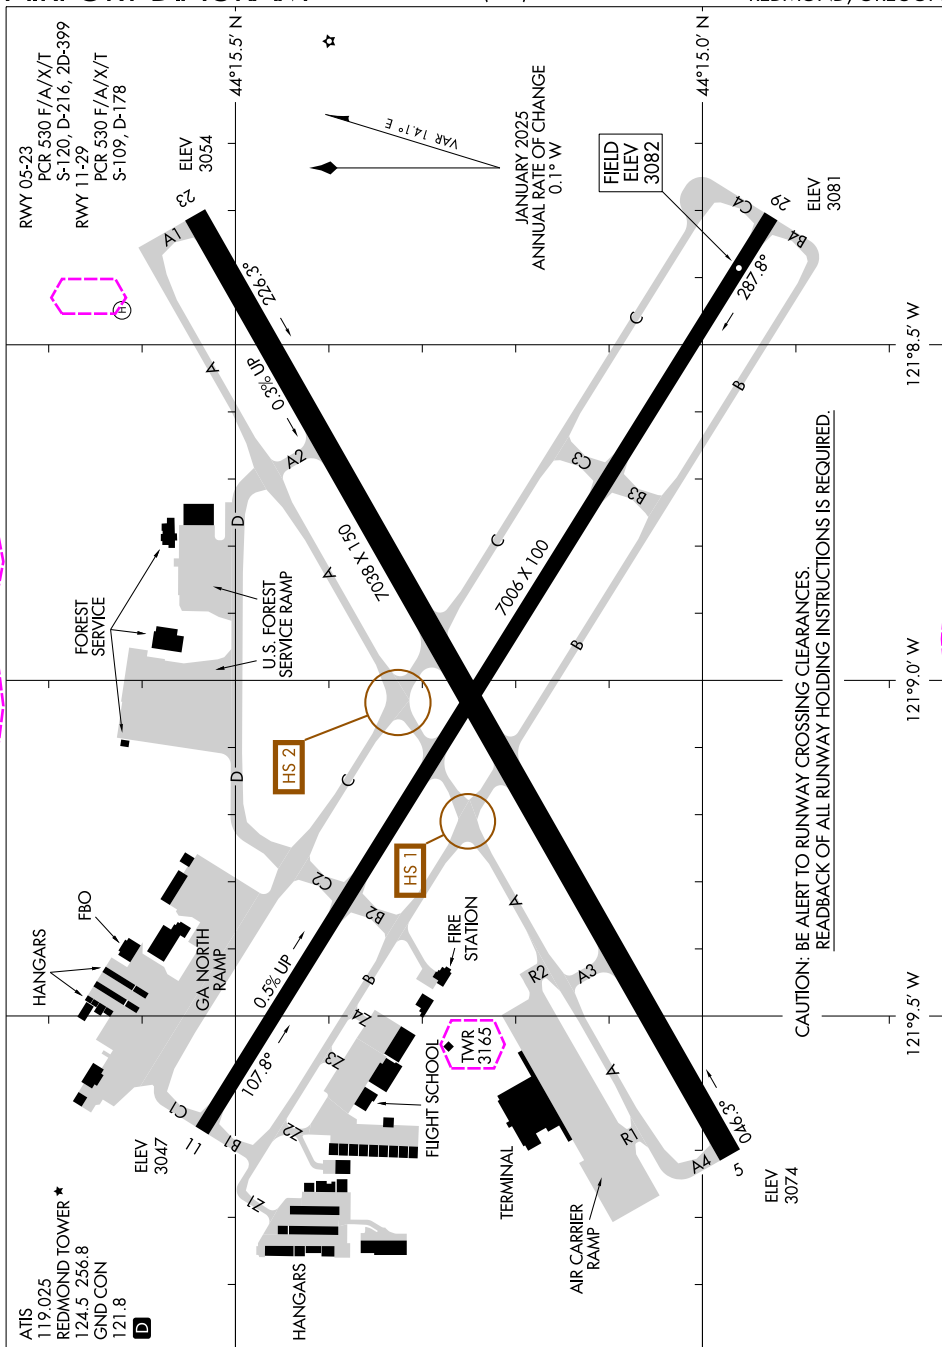 RWY 05-23
PCR 530 F/A/X/T
S-120, D-216, 2D-399
RWY 11-29
PCR 530 F/A/X/T
S-109, D-178
44°15.5' N
44°15.0' N
VAR 14.1° E
JANUARY 2025
ANNUAL RATE OF CHANGE
0.1° W
ELEV
3054
23
A1
226.3°
H
FIELD
ELEV
3082
C4
29
B4
ELEV
3081
287.8°
A
0.3% UP
C
B
121°8.5' W
A2
C3
B3
D
7038 X 150
A
C
7006 X 100
B
FOREST
SERVICE
U.S. FOREST
SERVICE RAMP
121°9.0' W
HS 2
D
C
HS 1
C2
B2
A
FBO
HANGARS
GA NORTH
RAMP
0.5% UP
B
FIRE
STATION
R2
A3
107.8°
Z4
Z3
TWR
3165
A
121°9.5' W
C1
11
B1
Z2
FLIGHT SCHOOL
R1
046.3°
ELEV
3047
Z1
TERMINAL
A4
5
ELEV
3074
AIR CARRIER
RAMP
HANGARS
ATIS
119.025
REDMOND TOWER★
124.5 256.8
GND CON
121.8
D
CAUTION: BE ALERT TO RUNWAY CROSSING CLEARANCES.
READBACK OF ALL RUNWAY HOLDING INSTRUCTIONS IS REQUIRED.